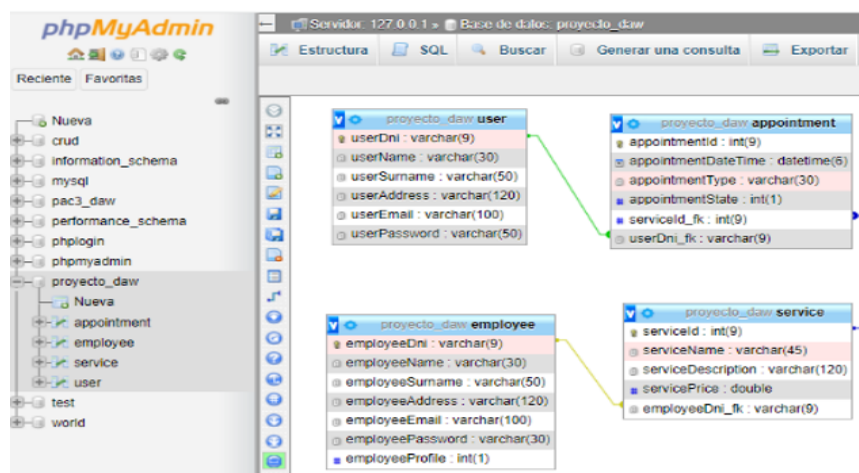 phpMyAdmin
Reciente Favoritas
Nueva
crud
information_schema
mysql
pac3_daw
performance_schema
phplogin
phpmyadmin
proyecto_daw
Nueva
appointment
employee
service
user
test
world
Servidor: 127.0.0.1 » Base de datos: proyecto_daw
Estructura SQL Buscar Generar una consulta Exportar
proyecto_daw user
userDni : varchar(9)
userName : varchar(30)
userSurname : varchar(50)
userAddress : varchar(120)
userEmail : varchar(100)
userPassword : varchar(50)
proyecto_daw appointment
appointmentId : int(9)
appointmentDateTime : datetime(6)
appointmentType : varchar(30)
appointmentState : int(1)
serviceId_fk : int(9)
userDni_fk : varchar(9)
proyecto_daw employee
employeeDni : varchar(9)
employeeName : varchar(30)
employeeSurname : varchar(50)
employeeAddress : varchar(120)
employeeEmail : varchar(100)
employeePassword : varchar(30)
employeeProfile : int(1)
proyecto_daw service
serviceId : int(9)
serviceName : varchar(45)
serviceDescription : varchar(120)
servicePrice : double
employeeDni_fk : varchar(9)